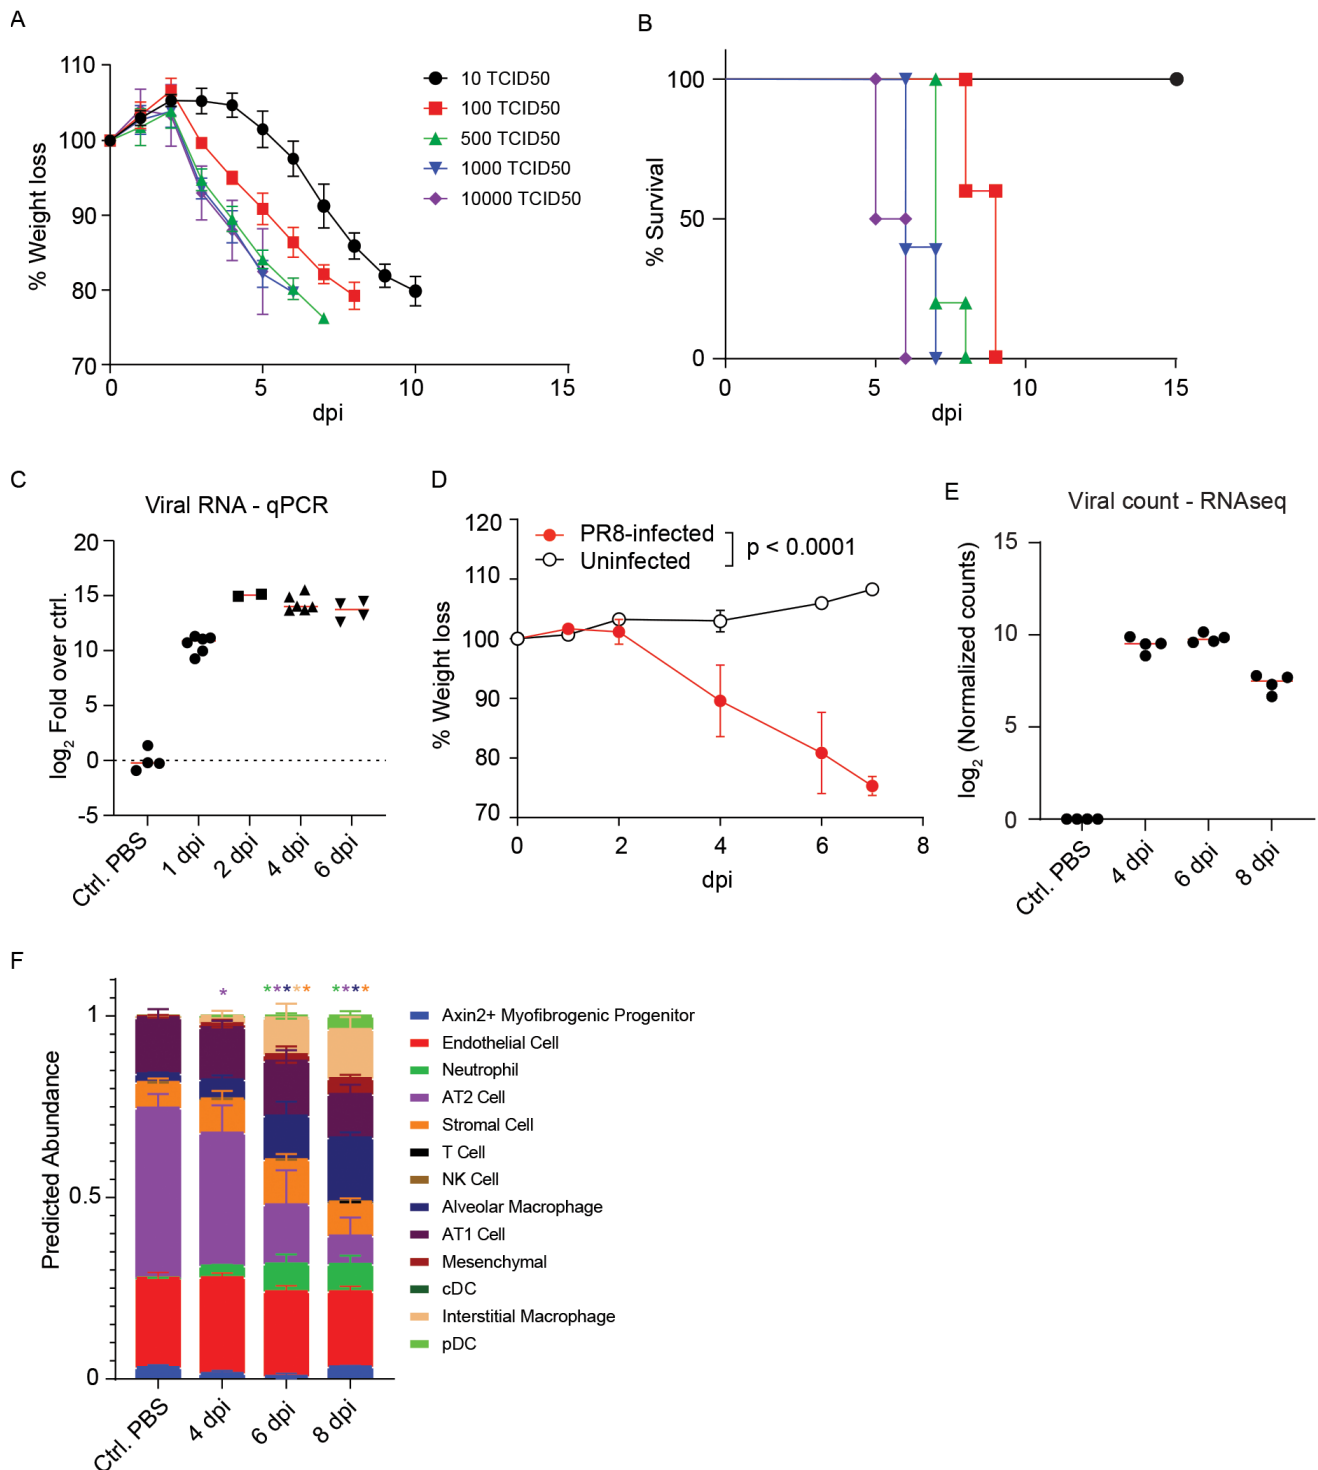 A
110
100
90
80
70
% Weight loss
0
5
10
15
dpi
10 TCID50
100 TCID50
500 TCID50
1000 TCID50
10000 TCID50
B
100
50
0
% Survival
0
5
10
15
dpi
C
Viral RNA - qPCR
20
15
10
5
0
-5
log2 Fold over ctrl.
Ctrl. PBS
1 dpi
2 dpi
4 dpi
6 dpi
D
120
110
100
90
80
70
% Weight loss
PR8-infected
Uninfected
p < 0.0001
0
2
4
6
8
dpi
E
Viral count - RNAseq
15
10
5
0
log2 (Normalized counts)
Ctrl. PBS
4 dpi
6 dpi
8 dpi
F
*
*****
****
1
0.5
0
Predicted Abundance
Ctrl. PBS
4 dpi
6 dpi
8 dpi
Axin2+ Myofibrogenic Progenitor
Endothelial Cell
Neutrophil
AT2 Cell
Stromal Cell
T Cell
NK Cell
Alveolar Macrophage
AT1 Cell
Mesenchymal
cDC
Interstitial Macrophage
pDC